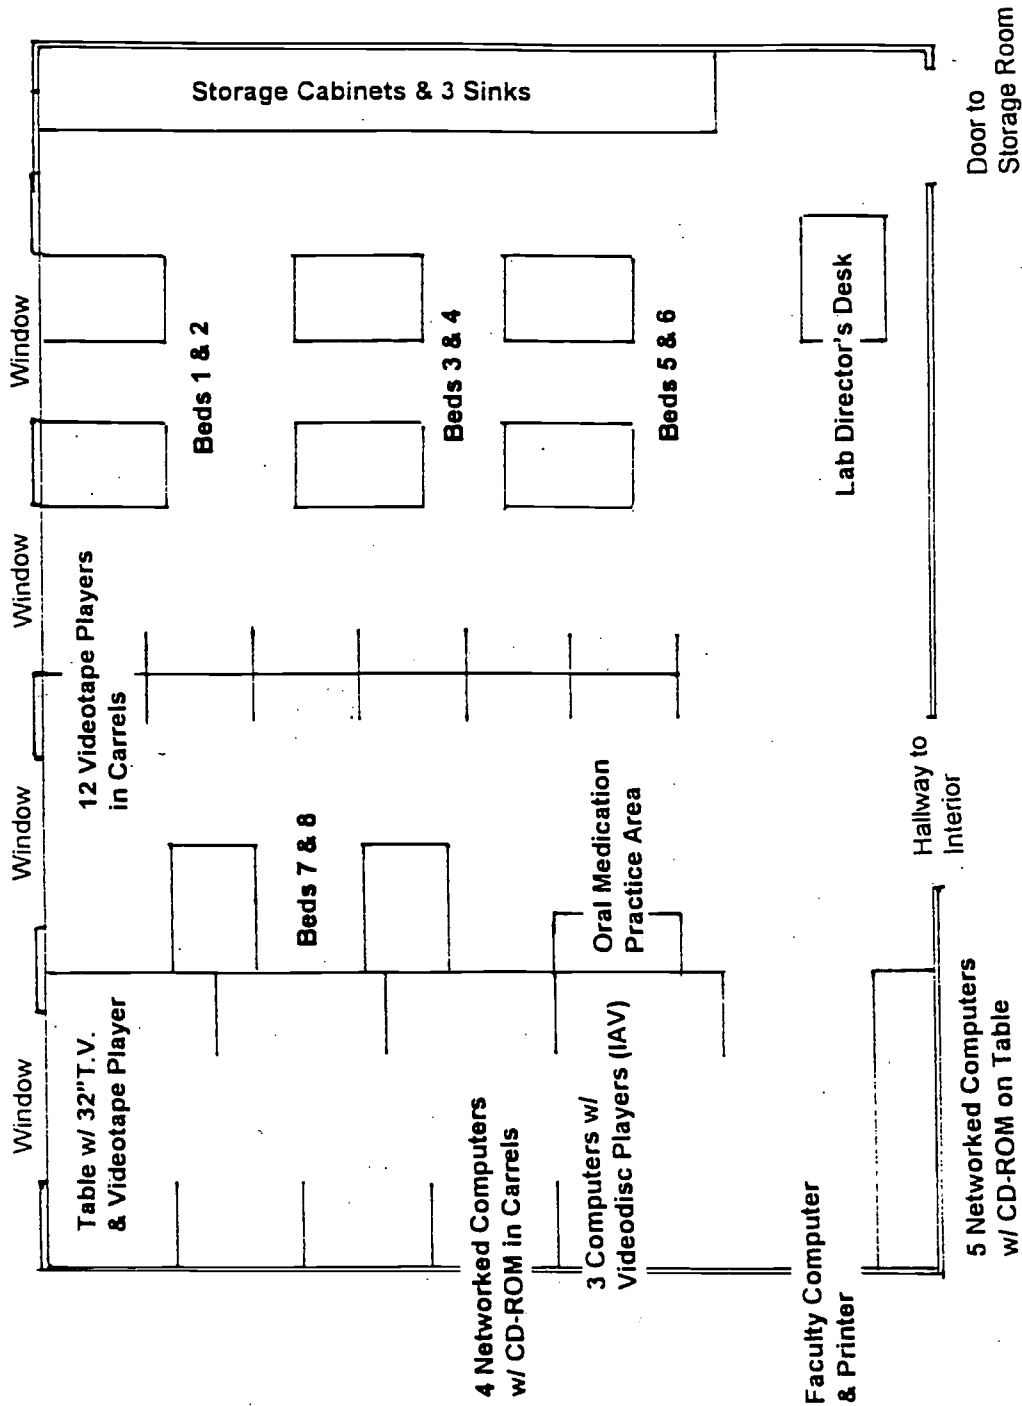 Window
Window
Window
Window
Table w/ 32"T.V.
& Videotape Player
12 Videotape Players
in Carrels
Beds 1 & 2
Storage Cabinets & 3 Sinks
Beds 7 & 8
Beds 3 & 4
4 Networked Computers
w/ CD-ROM in Carrels
3 Computers w/
Videodisc Players (IAV)
Oral Medication
Practice Area
Beds 5 & 6
Faculty Computer
& Printer
Lab Director's Desk
5 Networked Computers
w/ CD-ROM on Table
Hallway to
Interior
Door to
Storage Room